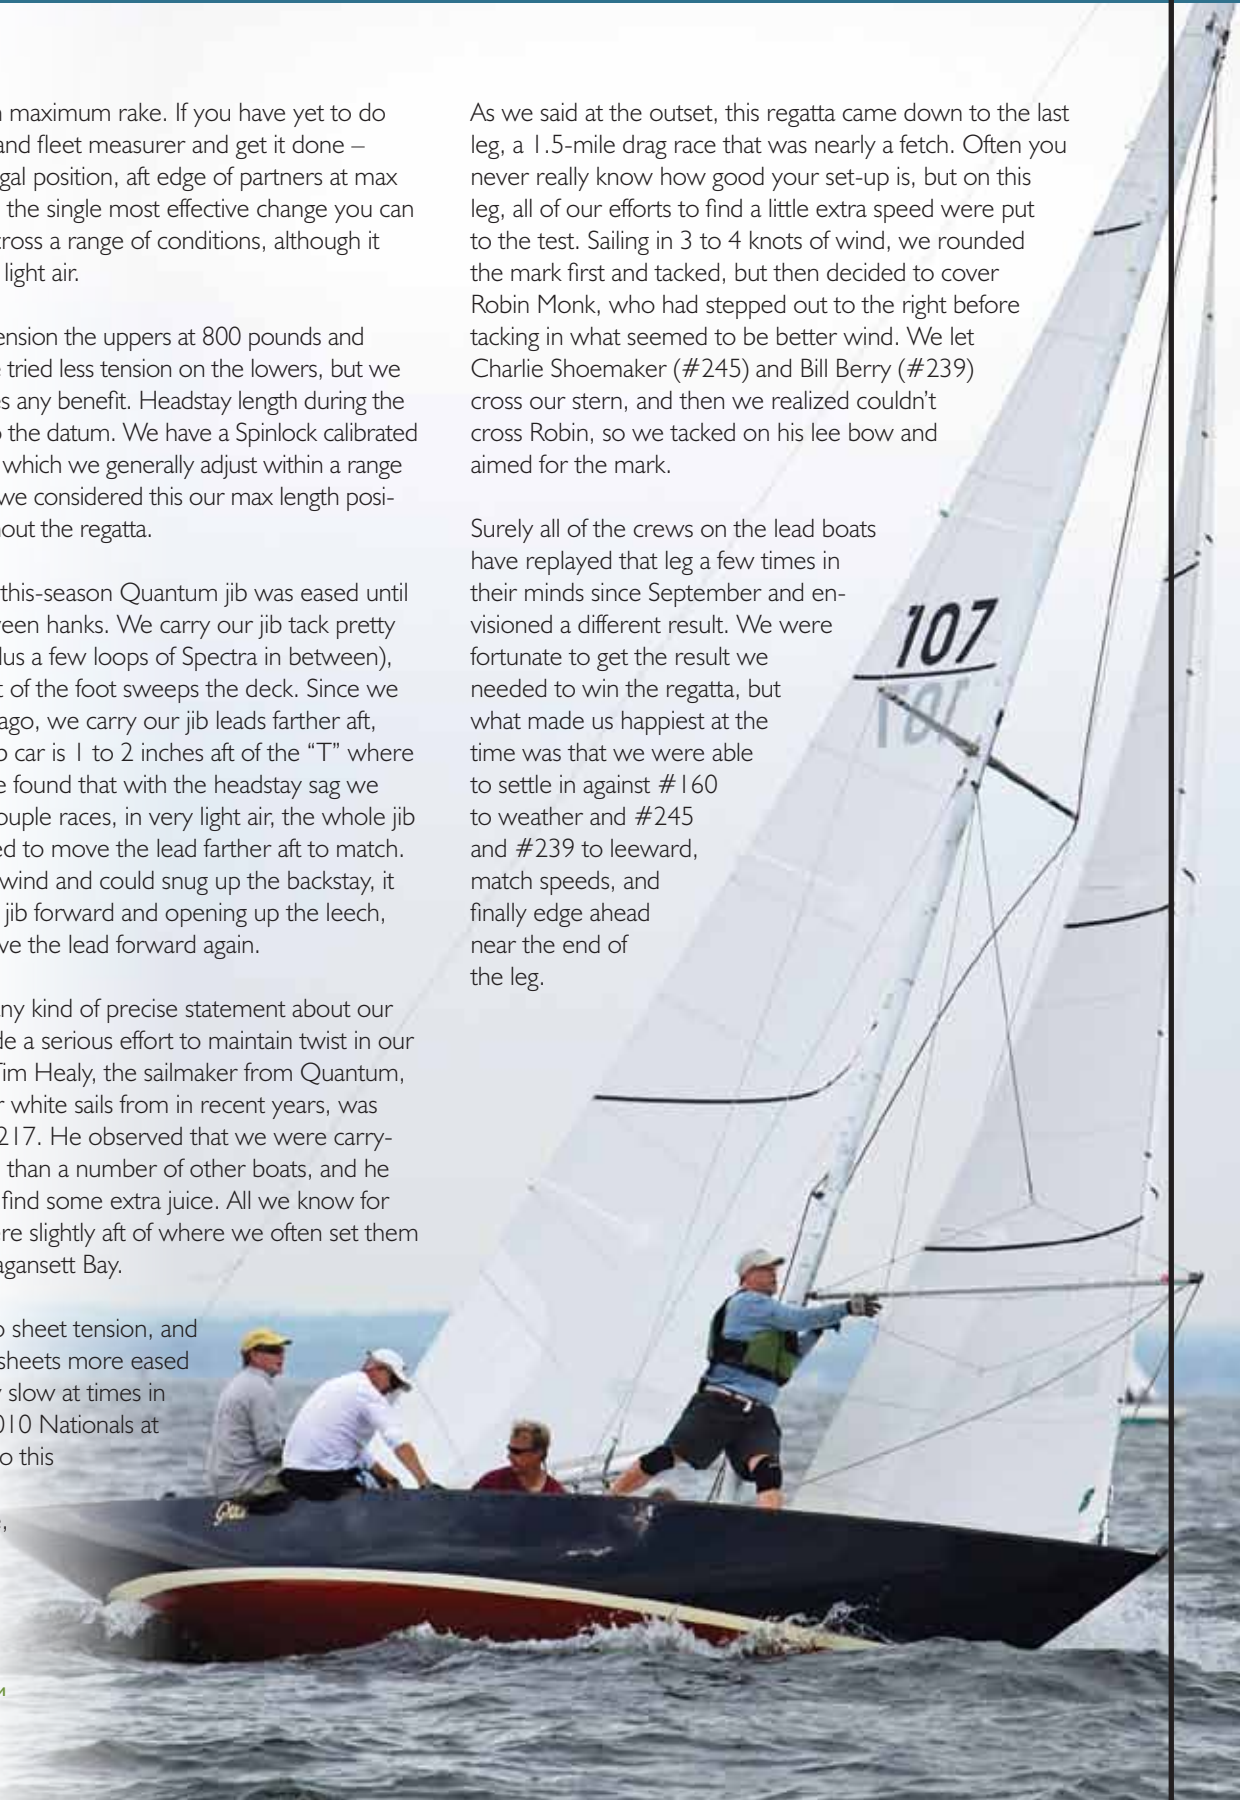 maximum rake. If you have yet to do
and fleet measurer and get it done –
gal position, aft edge of partners at max
the single most effective change you can
ross a range of conditions, although it
light air.
ension the uppers at 800 pounds and
tried less tension on the lowers, but we
s any benefit. Headstay length during the
the datum. We have a Spinlock calibrated
which we generally adjust within a range
we considered this our max length posi-
out the regatta.
this-season Quantum jib was eased until
een hanks. We carry our jib tack pretty
lus a few loops of Spectra in between),
t of the foot sweeps the deck. Since we
ago, we carry our jib leads farther aft,
car is 1 to 2 inches aft of the “T” where
e found that with the headstay sag we
ouple races, in very light air, the whole jib
ed to move the lead farther aft to match.
wind and could snug up the backstay, it
jib forward and opening up the leech,
ve the lead forward again.
ny kind of precise statement about our
de a serious effort to maintain twist in our
Tim Healy, the sailmaker from Quantum,
r white sails from in recent years, was
217. He observed that we were carry-
than a number of other boats, and he
find some extra juice. All we know for
re slightly aft of where we often set them
agansett Bay.
sheet tension, and
sheets more eased
slow at times in
010 Nationals at
o this
As we said at the outset, this regatta came down to the last
leg, a 1.5-mile drag race that was nearly a fetch. Often you
never really know how good your set-up is, but on this
leg, all of our efforts to find a little extra speed were put
to the test. Sailing in 3 to 4 knots of wind, we rounded
the mark first and tacked, but then decided to cover
Robin Monk, who had stepped out to the right before
tacking in what seemed to be better wind. We let
Charlie Shoemaker (#245) and Bill Berry (#239)
cross our stern, and then we realized couldn’t
cross Robin, so we tacked on his lee bow and
aimed for the mark.
Surely all of the crews on the lead boats
have replayed that leg a few times in
their minds since September and en-
visioned a different result. We were
fortunate to get the result we
needed to win the regatta, but
what made us happiest at the
time was that we were able
to settle in against #160
to weather and #245
and #239 to leeward,
match speeds, and
finally edge ahead
near the end of
the leg.
107